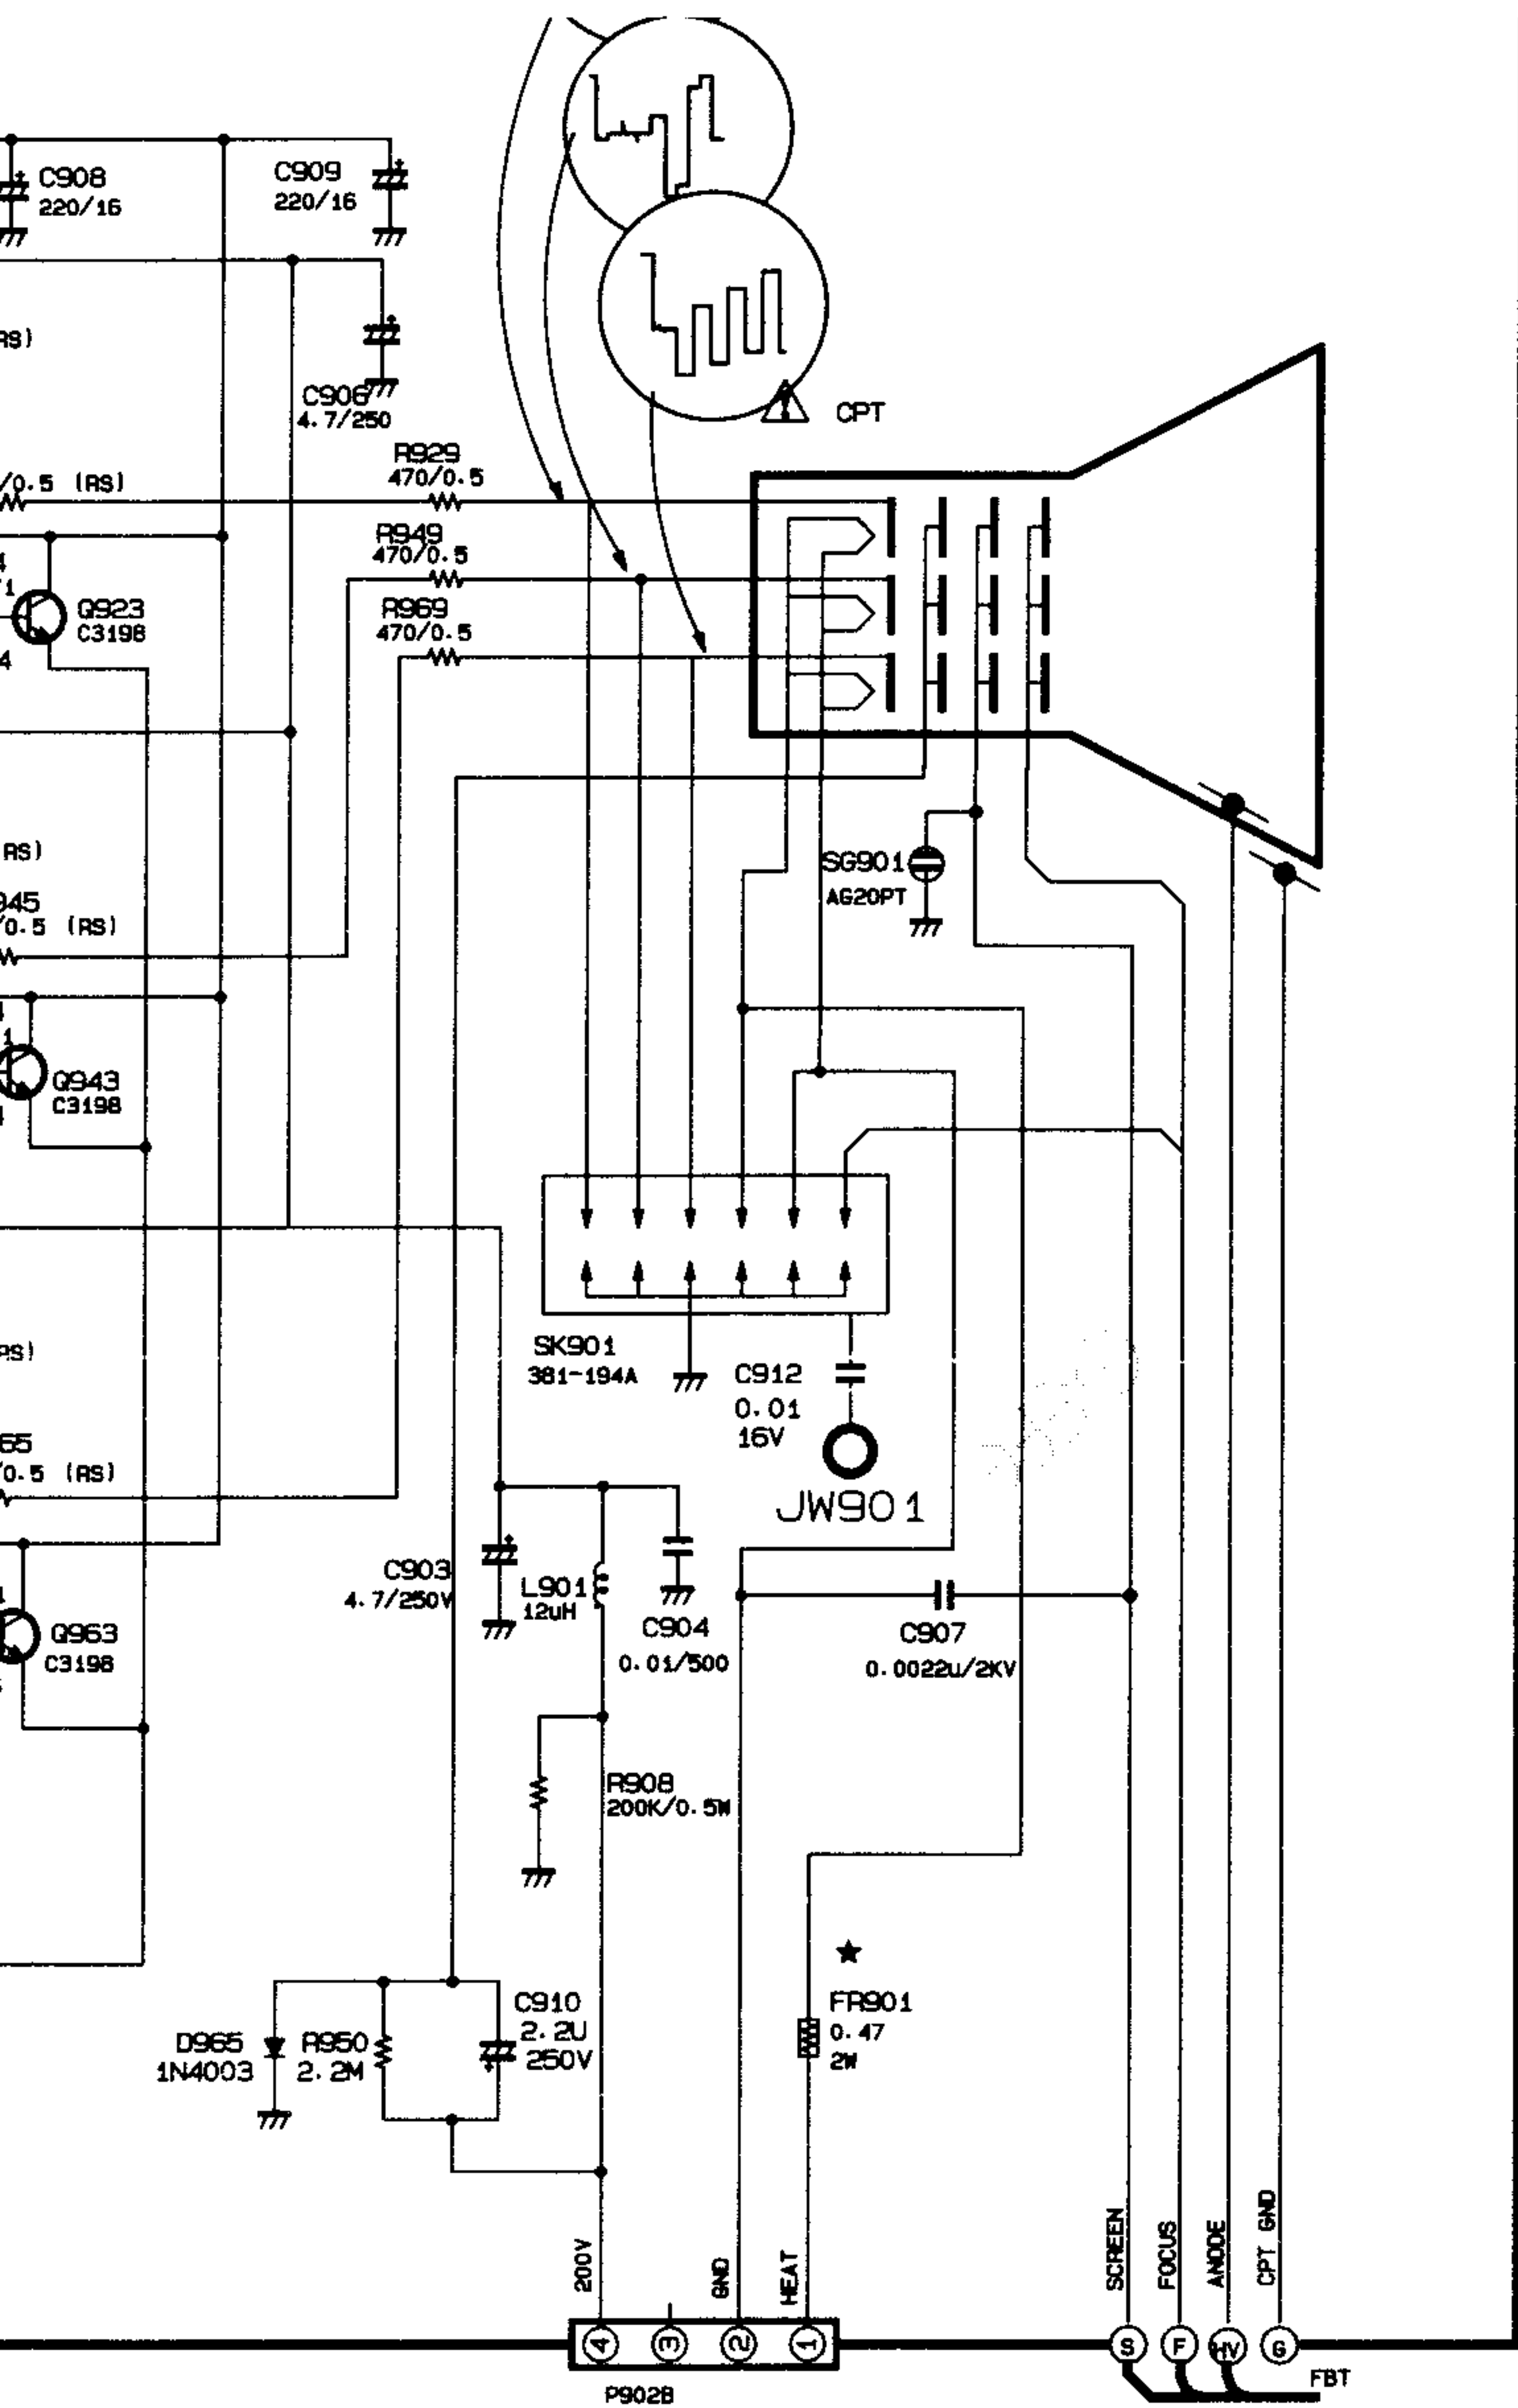 C908
220/16
C909
220/16
RS)
C906
4.7/250
CPT
R929
470/0.5
/0.5 (RS)
R949
470/0.5
Q923
C3198
R969
470/0.5
4
RS)
945
/0.5 (RS)
SG901
AG20PT
Q943
C3198
RS)
SK901
381-194A
C912
0.01
16V
JW901
65
/0.5 (RS)
C903
4.7/250V
L901
12uH
C904
0.01/500
C907
0.0022u/2KV
Q963
C3198
R908
200K/0.5W
★
FR901
0.47
2W
C910
2.2U
250V
D965
1N4003
R950
2.2M
200V
GND
HEAT
SCREEN
FOCUS
ANODE
CPT GND
4
3
2
1
S
F
HV
G
P902B
FBT